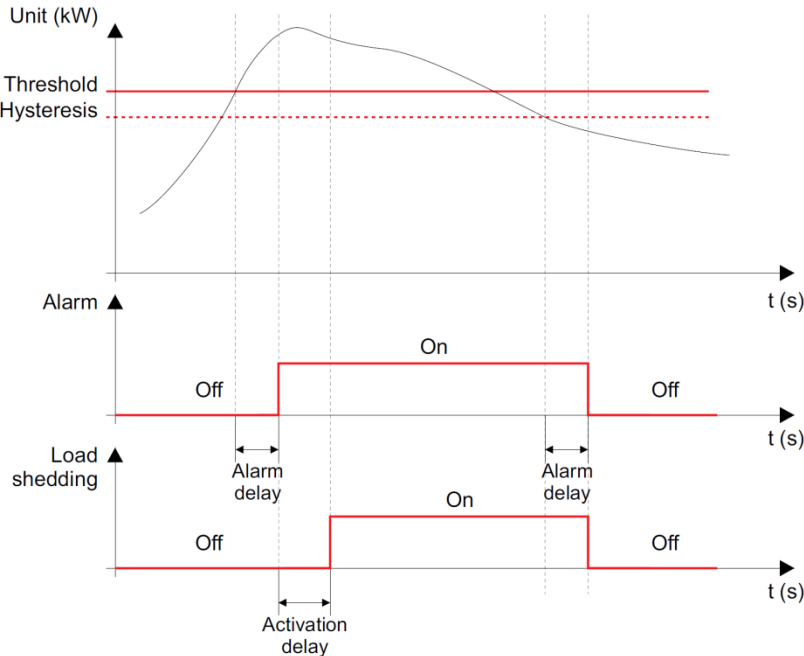 Unit (kW)
Threshold
Hysteresis
t (s)
Alarm
On
Off
Off
t (s)
Load
shedding
Alarm
delay
Alarm
delay
On
Off
Off
t (s)
Activation
delay